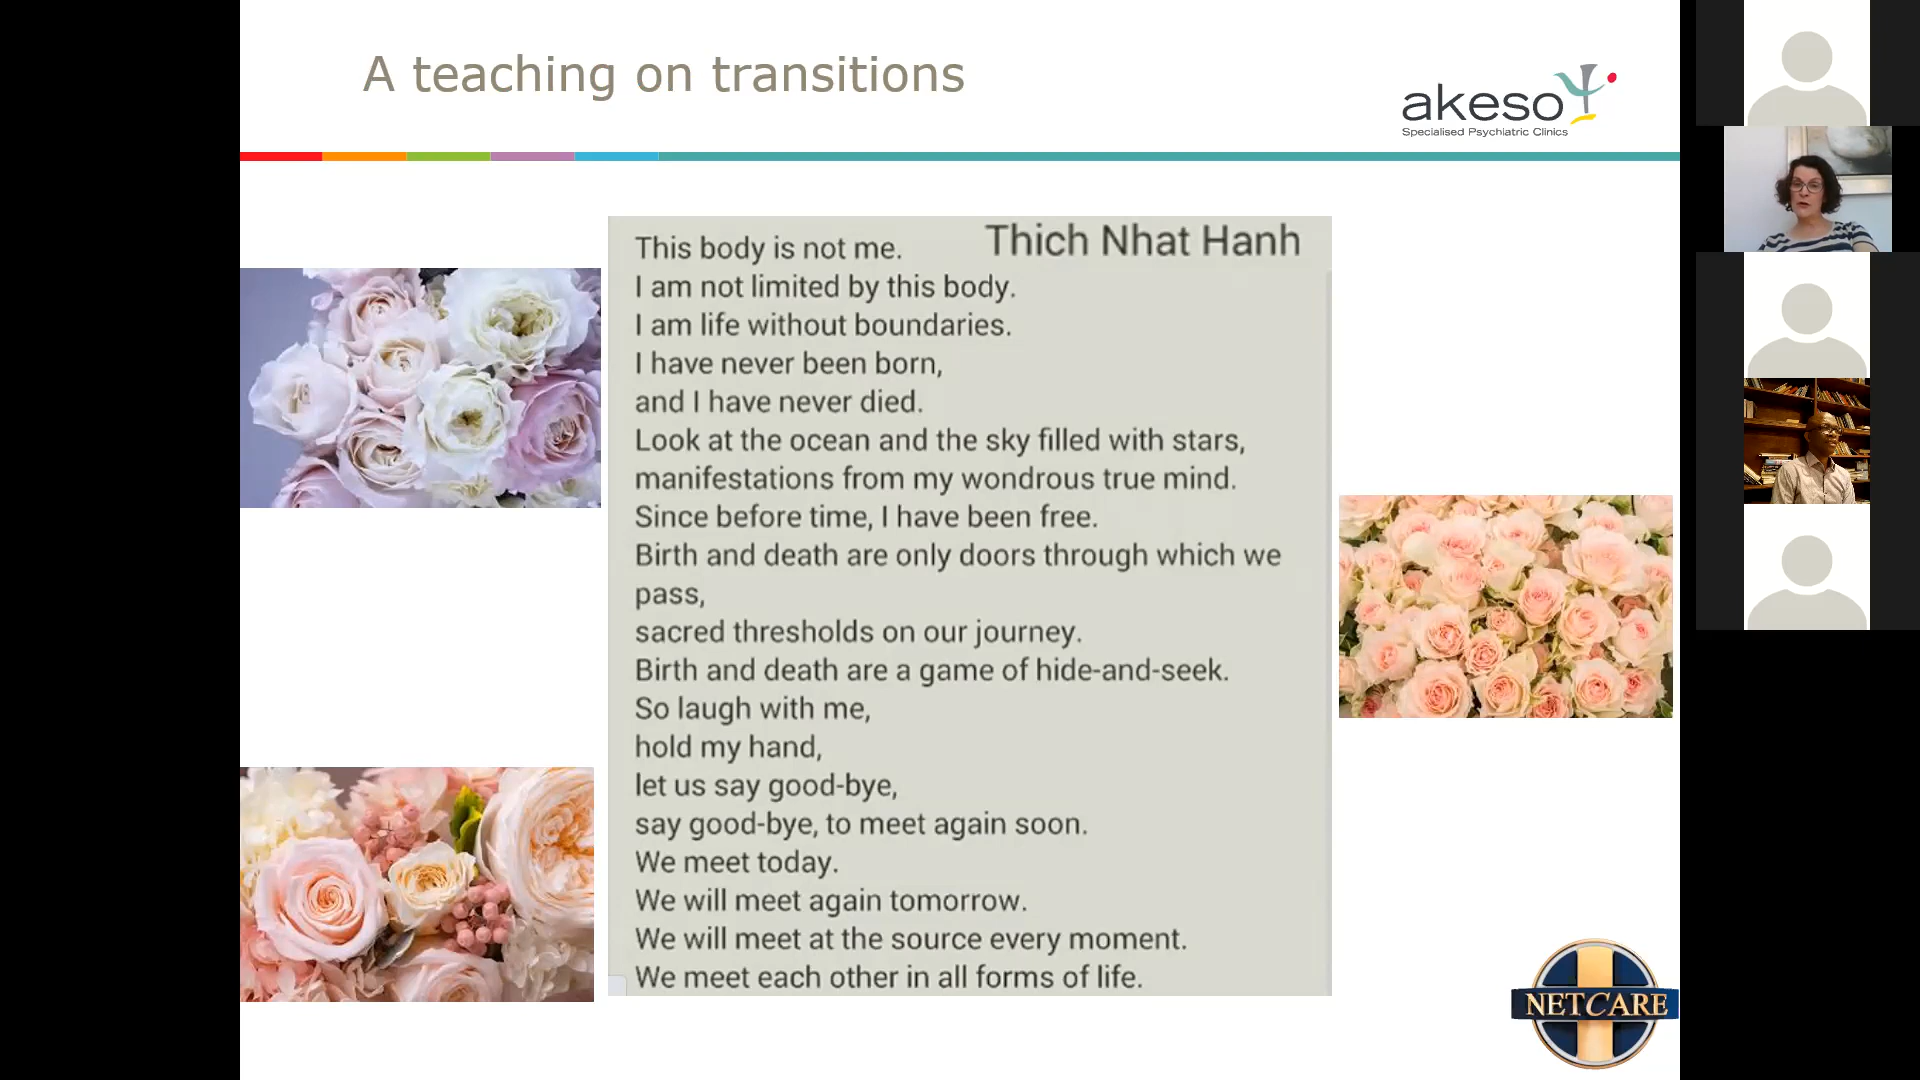 A teaching on transitions
akeso
Specialised Psychiatric Clinics
Thich Nhat Hanh
This body is not me.
I am not limited by this body.
I am life without boundaries.
I have never been born,
and I have never died.
Look at the ocean and the sky filled with stars,
manifestations from my wondrous true mind.
Since before time, I have been free.
Birth and death are only doors through which we
pass,
sacred thresholds on our journey.
Birth and death are a game of hide-and-seek.
So laugh with me,
hold my hand,
let us say good-bye,
say good-bye, to meet again soon.
We meet today.
We will meet again tomorrow.
We will meet at the source every moment.
We meet each other in all forms of life.
NETCARE